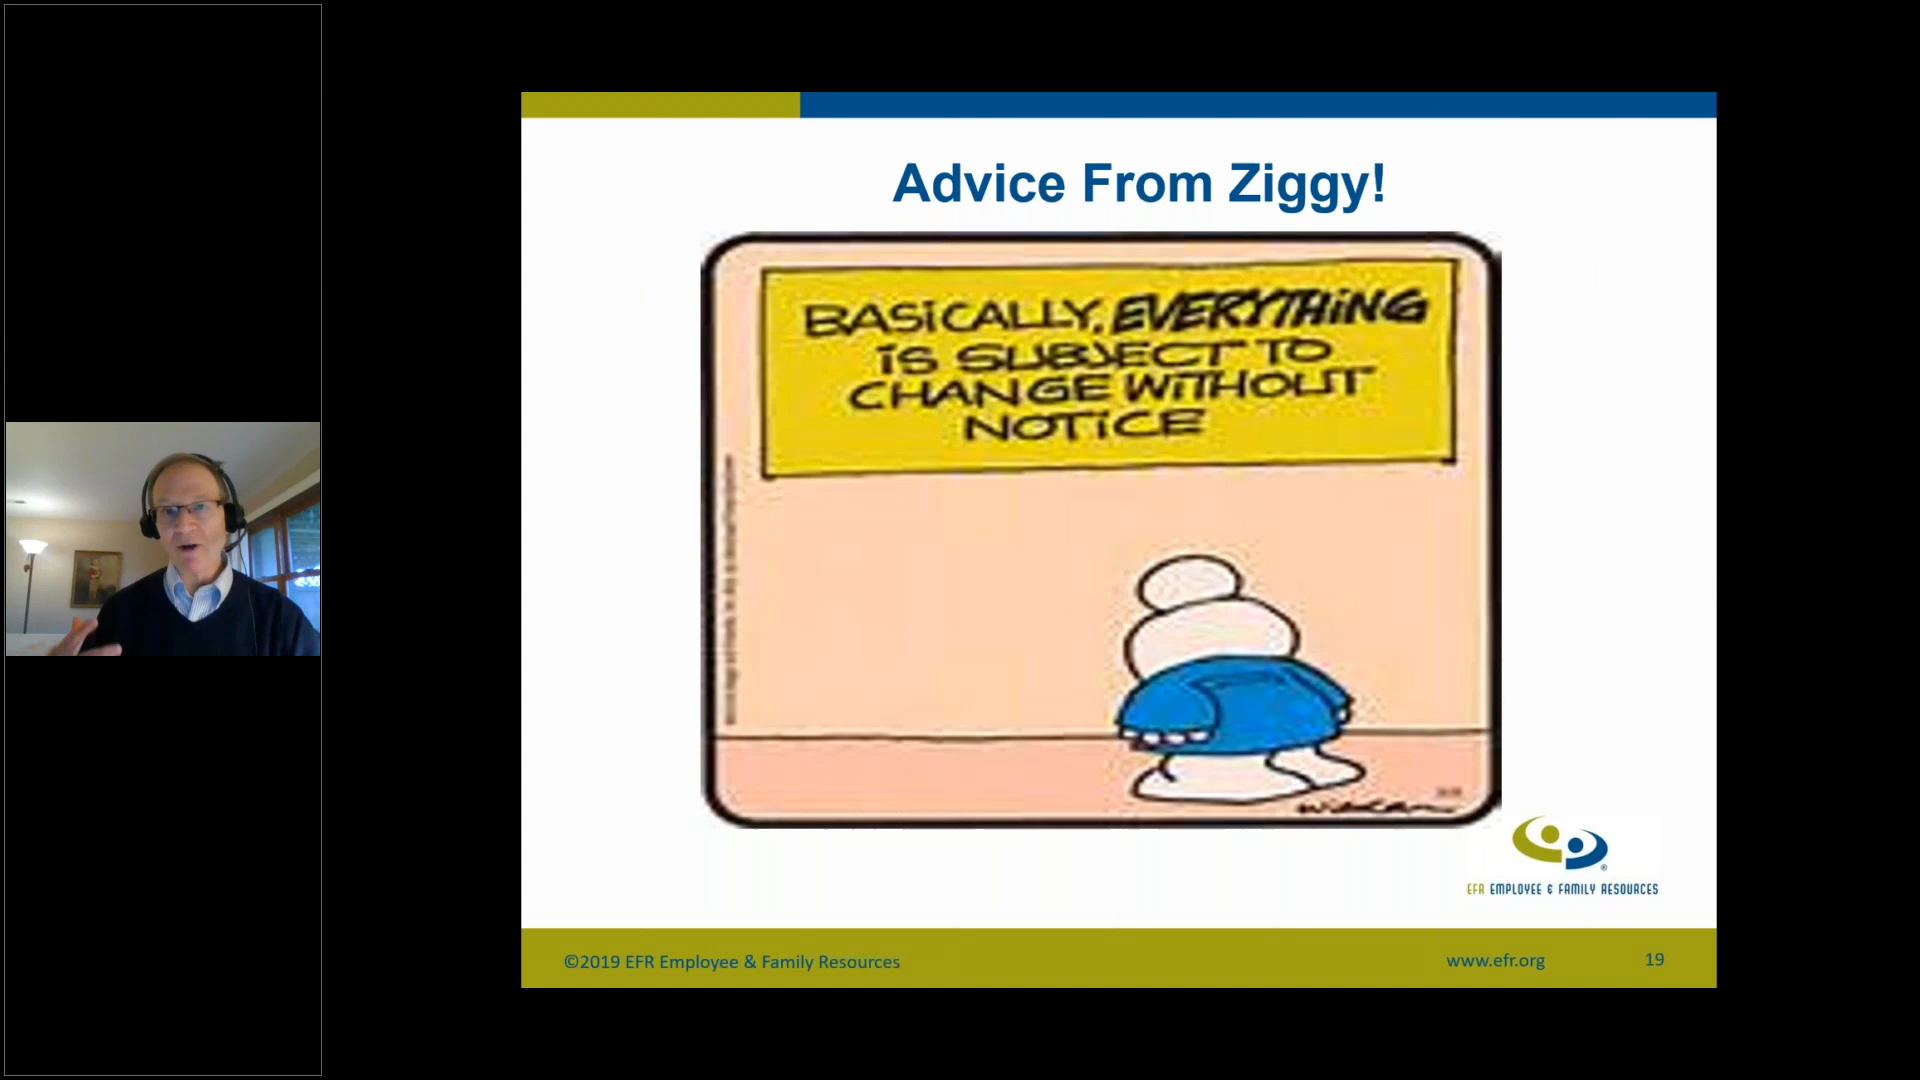 Advice From Ziggy!
BASiCALLY, EVERYTHiNG
iS SUBJECT TO
CHANGE WiTHOUT
NOTiCE
EFR EMPLOYEE & FAMILY RESOURCES
©2019 EFR Employee & Family Resources
www.efr.org
19